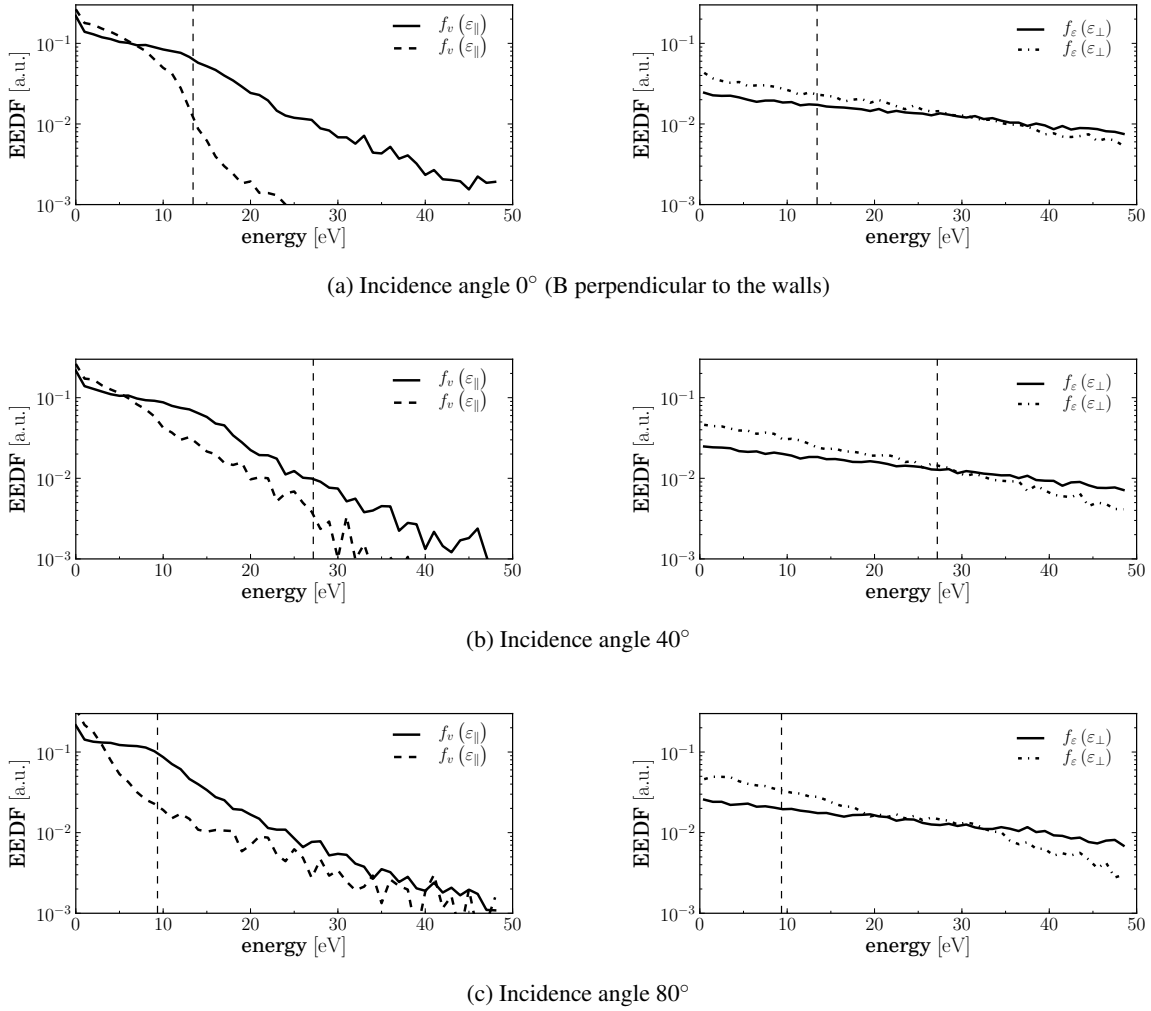 EEDF [a.u.]
10⁻¹
10⁻²
10⁻³
0 10 20 30 40 50
energy [eV]
f_v (ε_∥)
f_v (ε_∥)
EEDF [a.u.]
10⁻¹
10⁻²
10⁻³
0 10 20 30 40 50
energy [eV]
f_ε (ε_⊥)
f_ε (ε_⊥)
(a) Incidence angle 0° (B perpendicular to the walls)
EEDF [a.u.]
10⁻¹
10⁻²
10⁻³
0 10 20 30 40 50
energy [eV]
f_v (ε_∥)
f_v (ε_∥)
EEDF [a.u.]
10⁻¹
10⁻²
10⁻³
0 10 20 30 40 50
energy [eV]
f_ε (ε_⊥)
f_ε (ε_⊥)
(b) Incidence angle 40°
EEDF [a.u.]
10⁻¹
10⁻²
10⁻³
0 10 20 30 40 50
energy [eV]
f_v (ε_∥)
f_v (ε_∥)
EEDF [a.u.]
10⁻¹
10⁻²
10⁻³
0 10 20 30 40 50
energy [eV]
f_ε (ε_⊥)
f_ε (ε_⊥)
(c) Incidence angle 80°